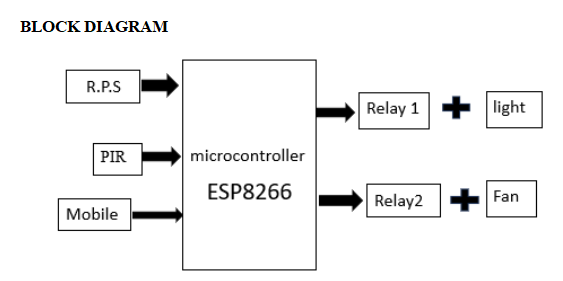 BLOCK DIAGRAM
R.P.S
PIR
Mobile
microcontroller
ESP8266
Relay 1
light
Relay2
Fan